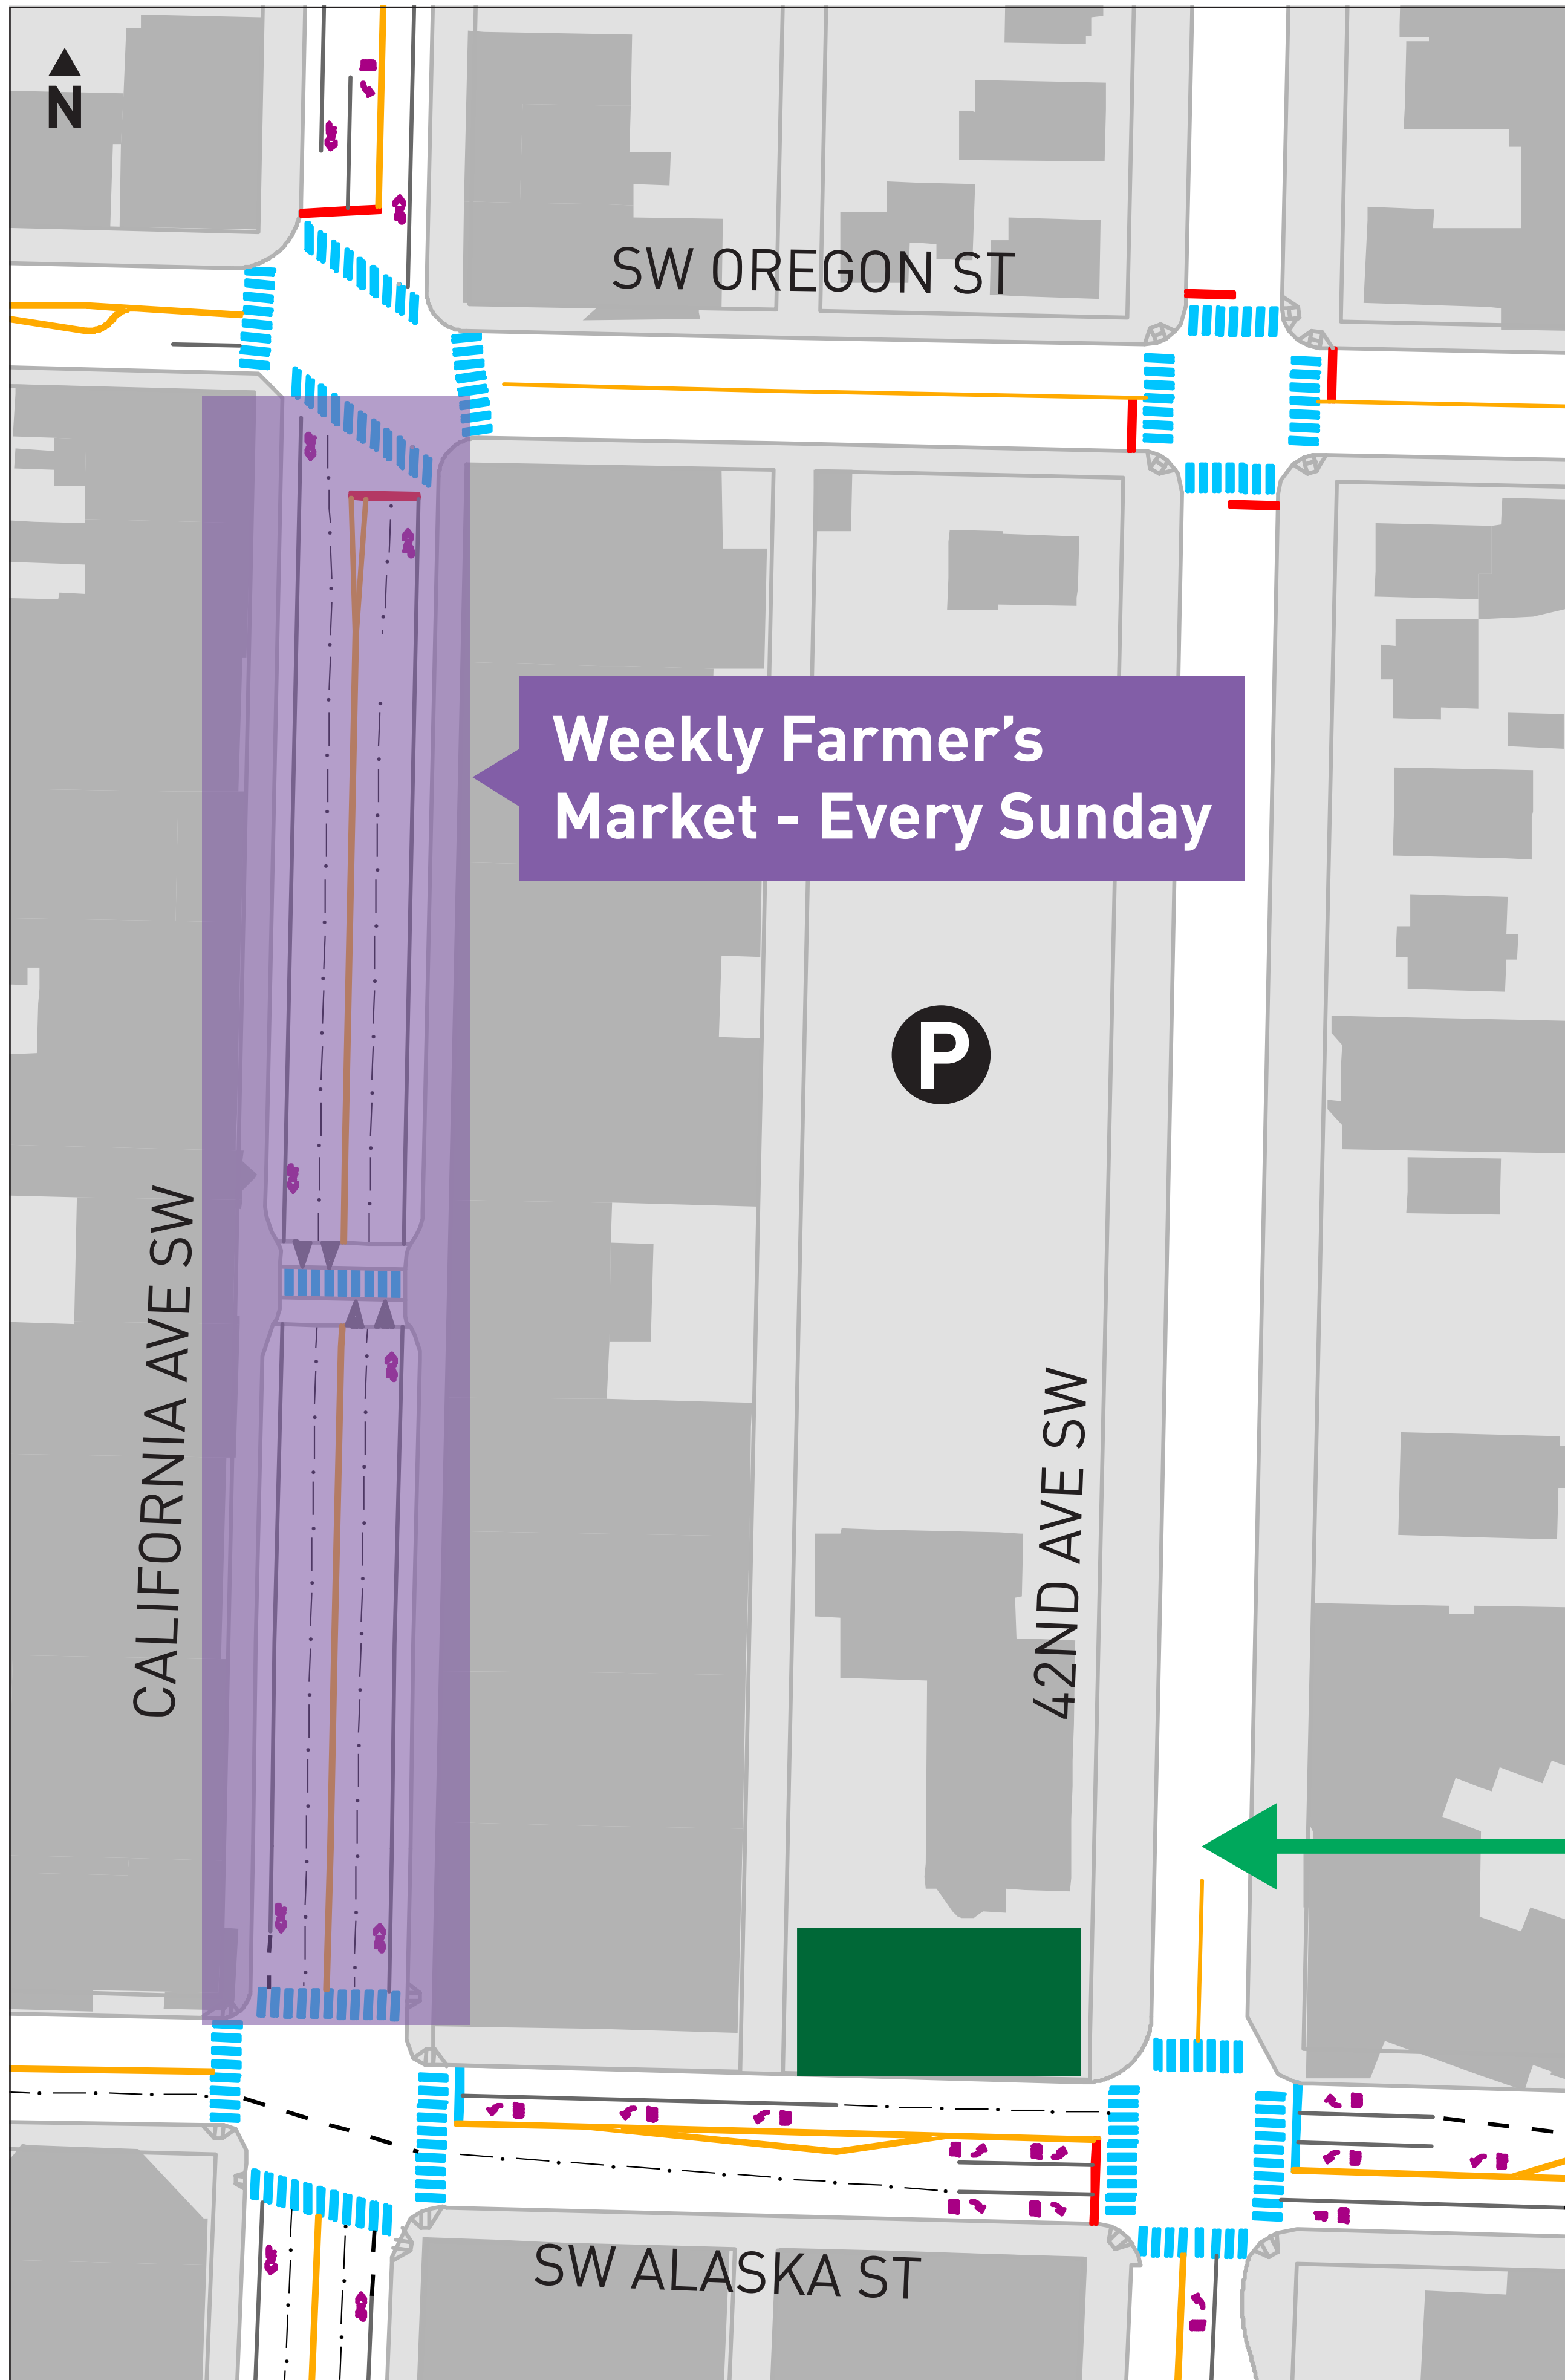 N
SW OREGON ST
Weekly Farmer’s
Market - Every Sunday
P
CALIFORNIA AVE SW
42ND AVE SW
SW ALASKA ST